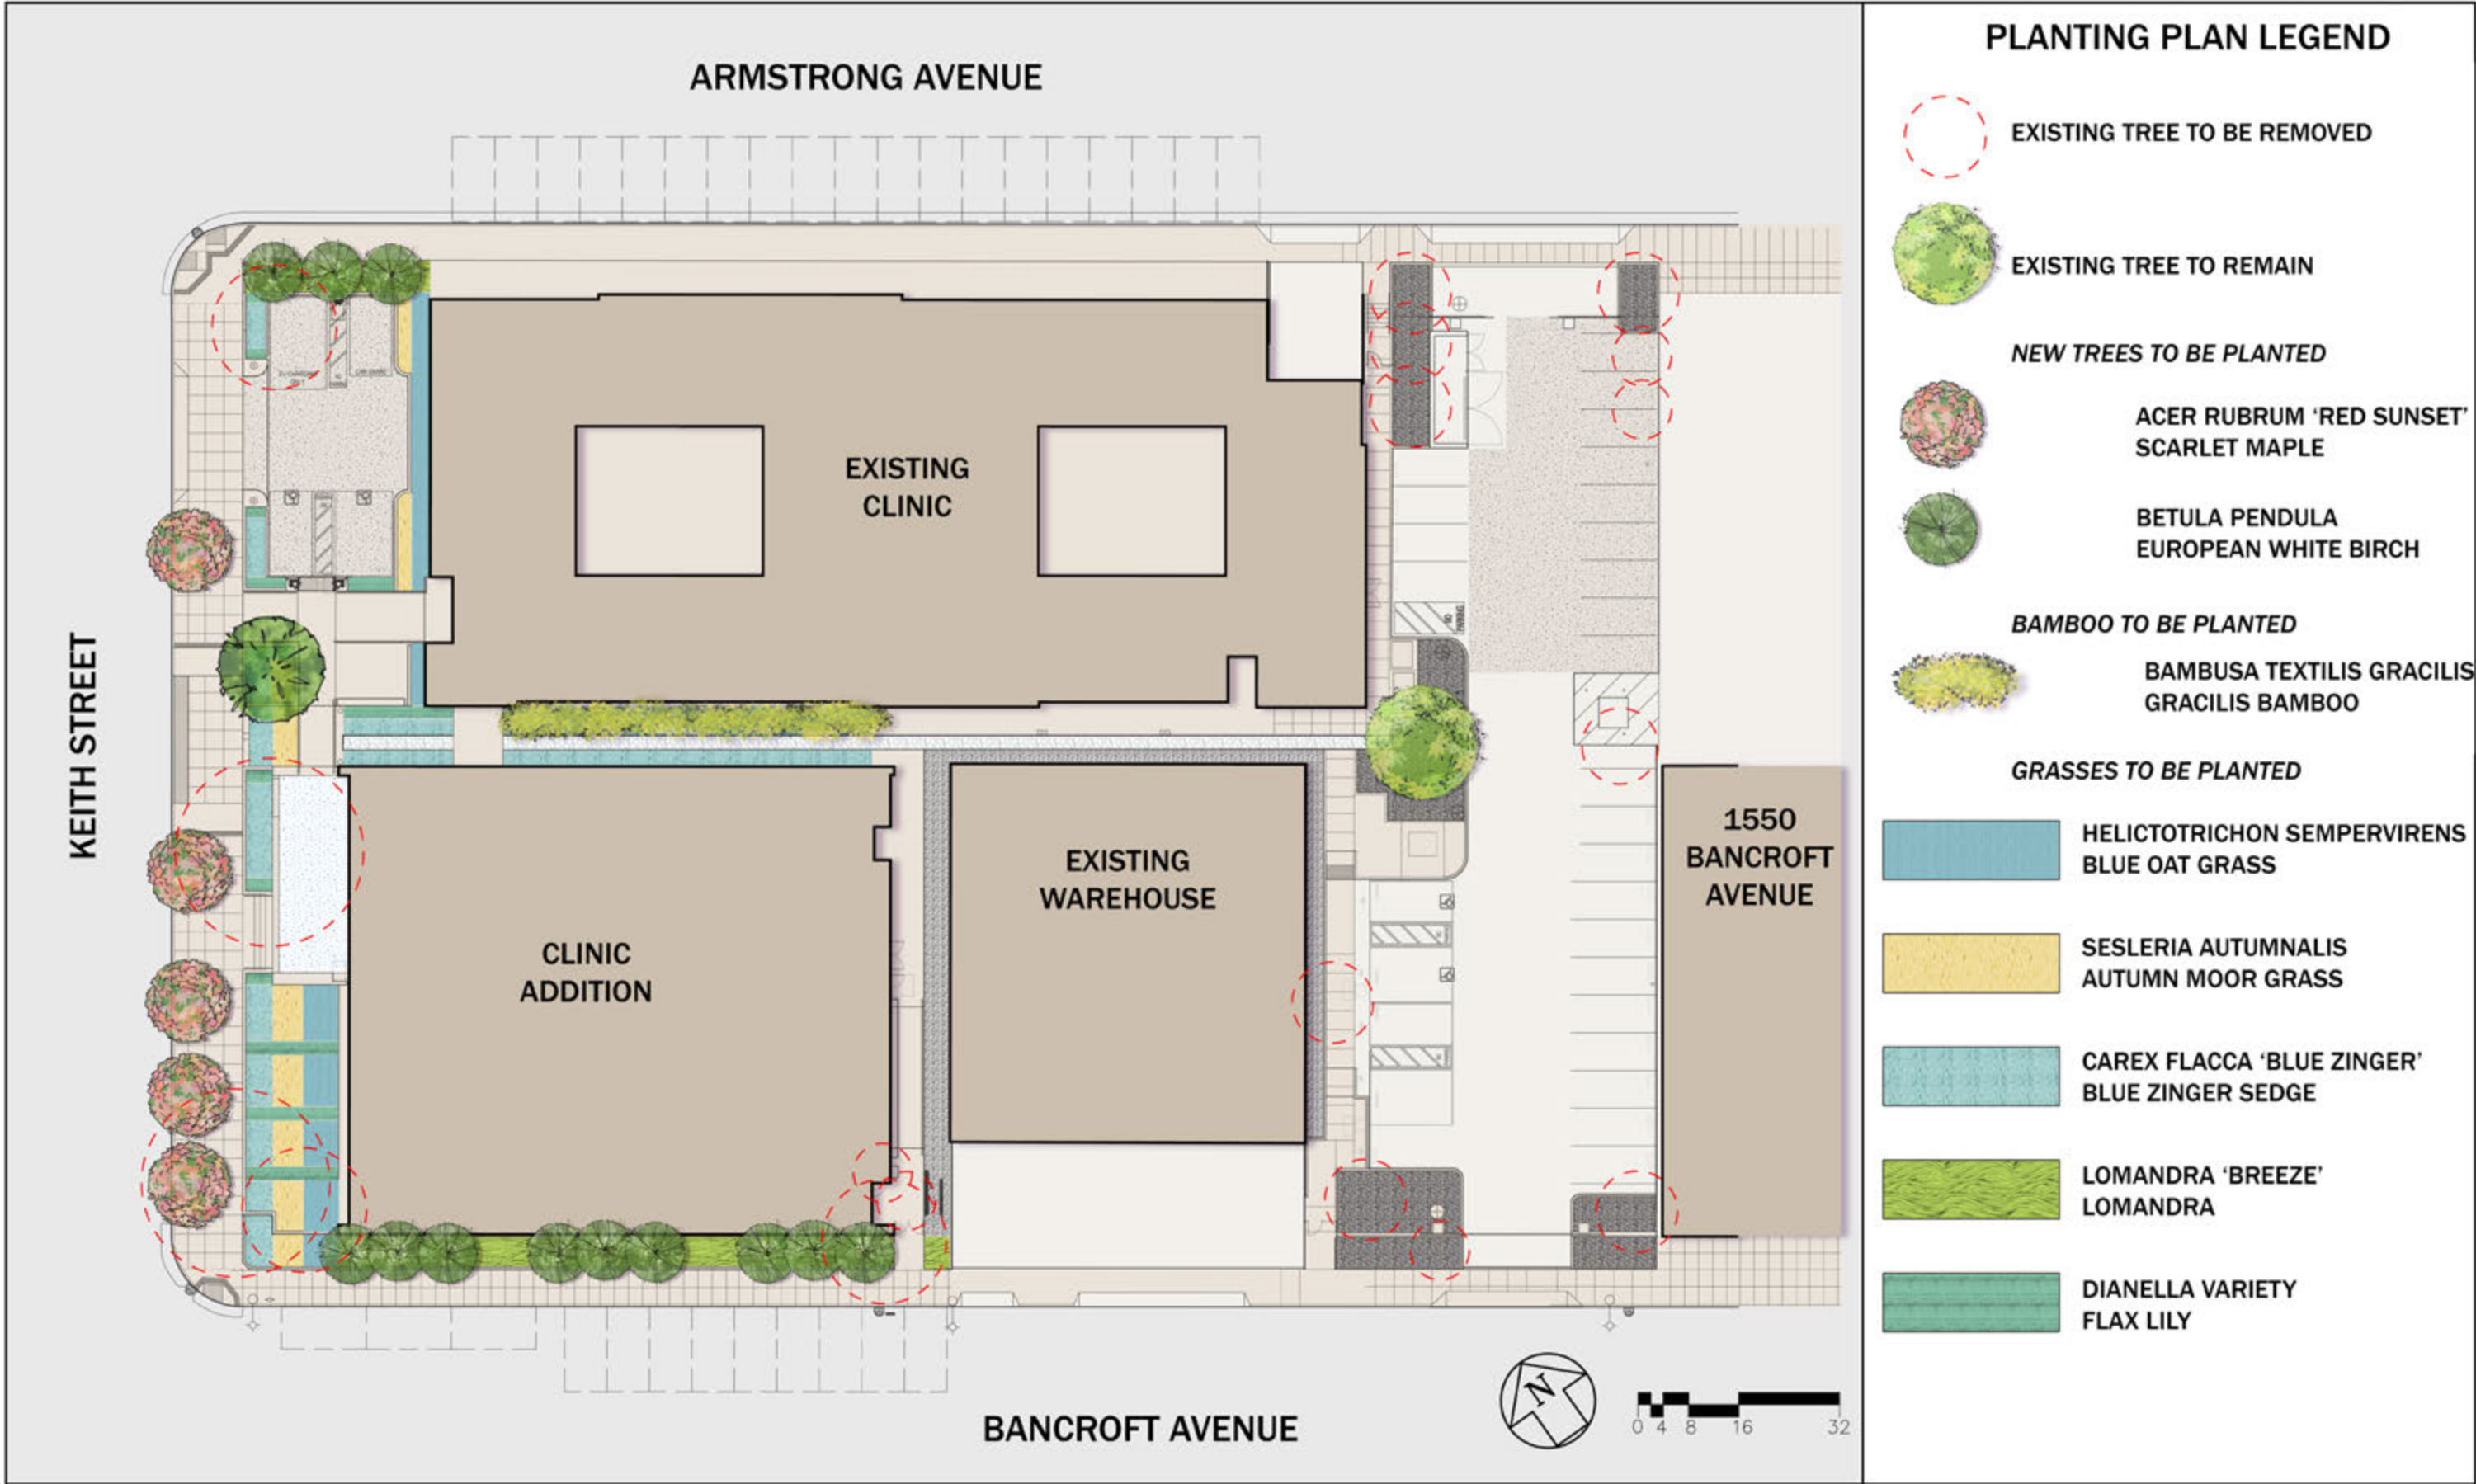 ARMSTRONG AVENUE
EXISTING
CLINIC
KEITH STREET
NO
PARKING
CLINIC
ADDITION
EXISTING
WAREHOUSE
1550
BANCROFT
AVENUE
BANCROFT AVENUE
N
0 4 8 16 32
PLANTING PLAN LEGEND
EXISTING TREE TO BE REMOVED
EXISTING TREE TO REMAIN
NEW TREES TO BE PLANTED
ACER RUBRUM ‘RED SUNSET’
SCARLET MAPLE
BETULA PENDULA
EUROPEAN WHITE BIRCH
BAMBOO TO BE PLANTED
BAMBUSA TEXTILIS GRACILIS
GRACILIS BAMBOO
GRASSES TO BE PLANTED
HELICTOTRICHON SEMPERVIRENS
BLUE OAT GRASS
SESLERIA AUTUMNALIS
AUTUMN MOOR GRASS
CAREX FLACCA ‘BLUE ZINGER’
BLUE ZINGER SEDGE
LOMANDRA ‘BREEZE’
LOMANDRA
DIANELLA VARIETY
FLAX LILY